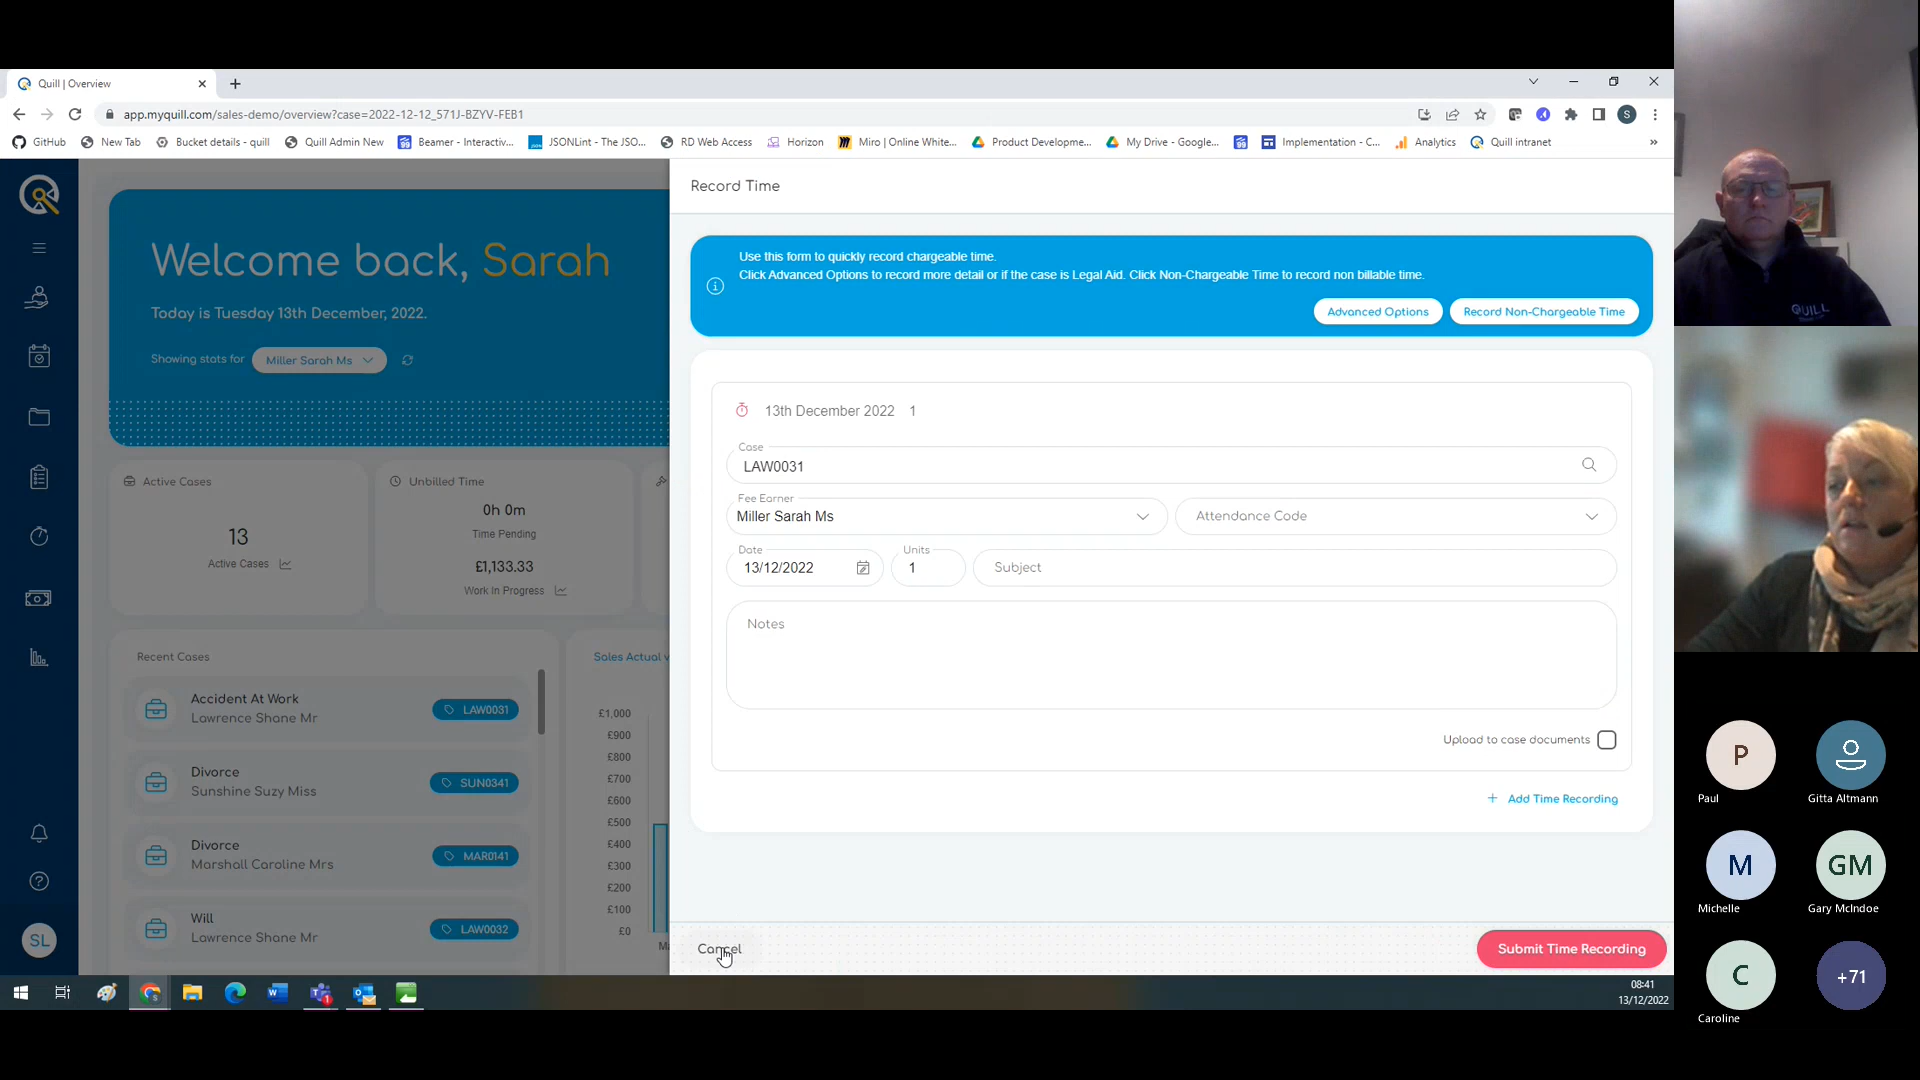 Quill | Overview
app.myquill.com/sales-demo/overview?case=2022-12-12_571J-BZYV-FEB1
S
GitHub
New Tab
Bucket details - quill
Quill Admin New
Beamer - Interactiv...
JSONLint - The JSO...
RD Web Access
Horizon
Miro | Online White...
Product Developme...
My Drive - Google...
Implementation - C...
Analytics
Quill intranet
»
Welcome back, Sarah
Today is Tuesday 13th December, 2022.
Showing stats for
Miller Sarah Ms
Active Cases
13
Active Cases
Unbilled Time
0h 0m
Time Pending
£1,133.33
Work In Progress
Recent Cases
Accident At Work
Lawrence Shane Mr
LAW0031
Divorce
Sunshine Suzy Miss
SUN0341
Divorce
Marshall Caroline Mrs
MAR0141
Will
Lawrence Shane Mr
LAW0032
SL
Sales Actual v
£1,000
£900
£800
£700
£600
£500
£400
£300
£200
£100
£0
Record Time
Use this form to quickly record chargeable time.
Click Advanced Options to record more detail or if the case is Legal Aid. Click Non-Chargeable Time to record non billable time.
Advanced Options
Record Non-Chargeable Time
13th December 2022 1
Case
LAW0031
Fee Earner
Miller Sarah Ms
Attendance Code
Date
13/12/2022
Units
1
Subject
Notes
Upload to case documents
+ Add Time Recording
Cancel
Submit Time Recording
08:41
13/12/2022
QUILL
P
Paul
Gitta Altmann
M
Michelle
GM
Gary McIndoe
C
Caroline
+71